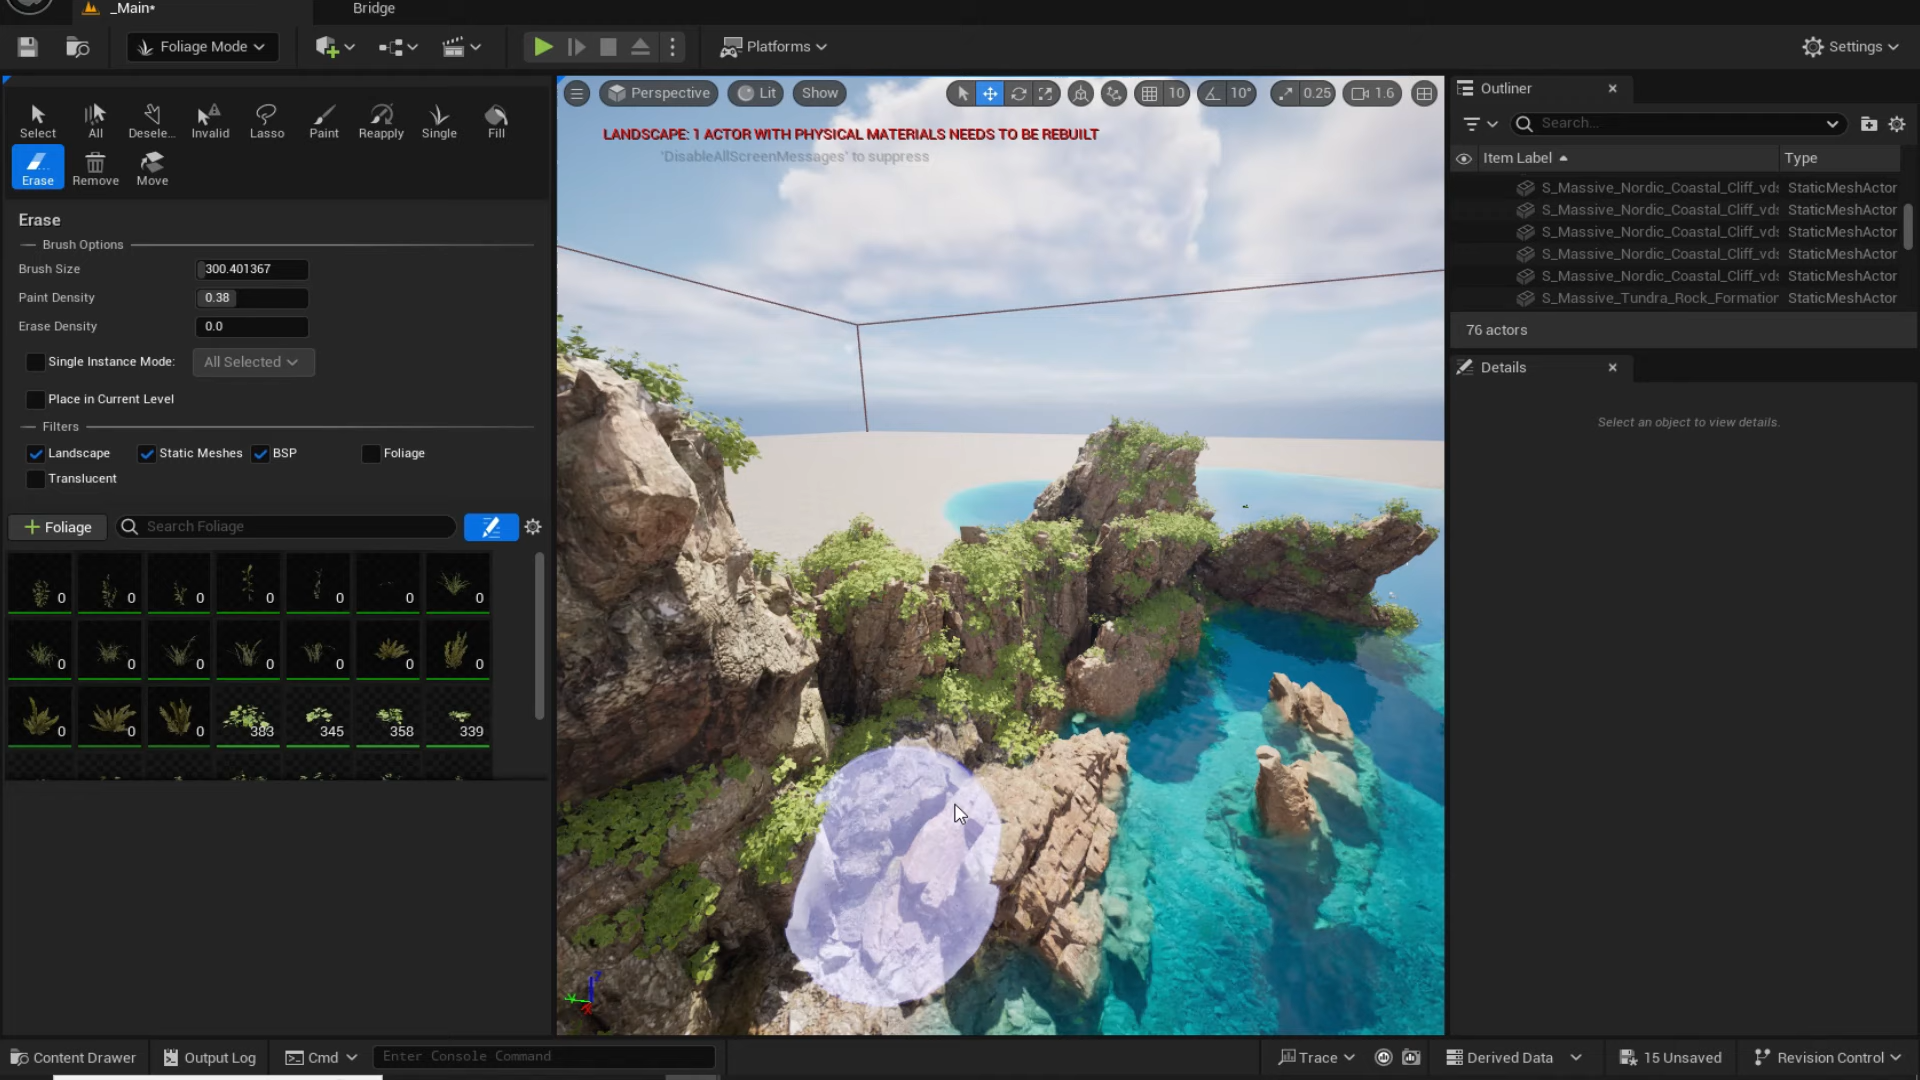 _Main*
Bridge
Foliage Mode
Platforms
Settings
Select
All
Desele...
Invalid
Lasso
Paint
Reapply
Single
Fill
Erase
Remove
Move
Erase
Brush Options
Brush Size
300.401367
Paint Density
0.38
Erase Density
0.0
Single Instance Mode:
All Selected
Place in Current Level
Filters
Landscape
Static Meshes
BSP
Foliage
Translucent
Foliage
Search Foliage
0 0 0 0 0 0 0
0 0 0 0 0 0 0
0 0 0 383 345 358 339
Perspective
Lit
Show
10
10°
0.25
1.6
LANDSCAPE: 1 ACTOR WITH PHYSICAL MATERIALS NEEDS TO BE REBUILT
'DisableAllScreenMessages' to suppress
Outliner
Search...
Item Label
Type
S_Massive_Nordic_Coastal_Cliff_vds StaticMeshActor
S_Massive_Nordic_Coastal_Cliff_vds StaticMeshActor
S_Massive_Nordic_Coastal_Cliff_vds StaticMeshActor
S_Massive_Nordic_Coastal_Cliff_vds StaticMeshActor
S_Massive_Nordic_Coastal_Cliff_vds StaticMeshActor
S_Massive_Tundra_Rock_Formation StaticMeshActor
76 actors
Details
Select an object to view details.
Content Drawer
Output Log
Cmd
Enter Console Command
Trace
Derived Data
15 Unsaved
Revision Control